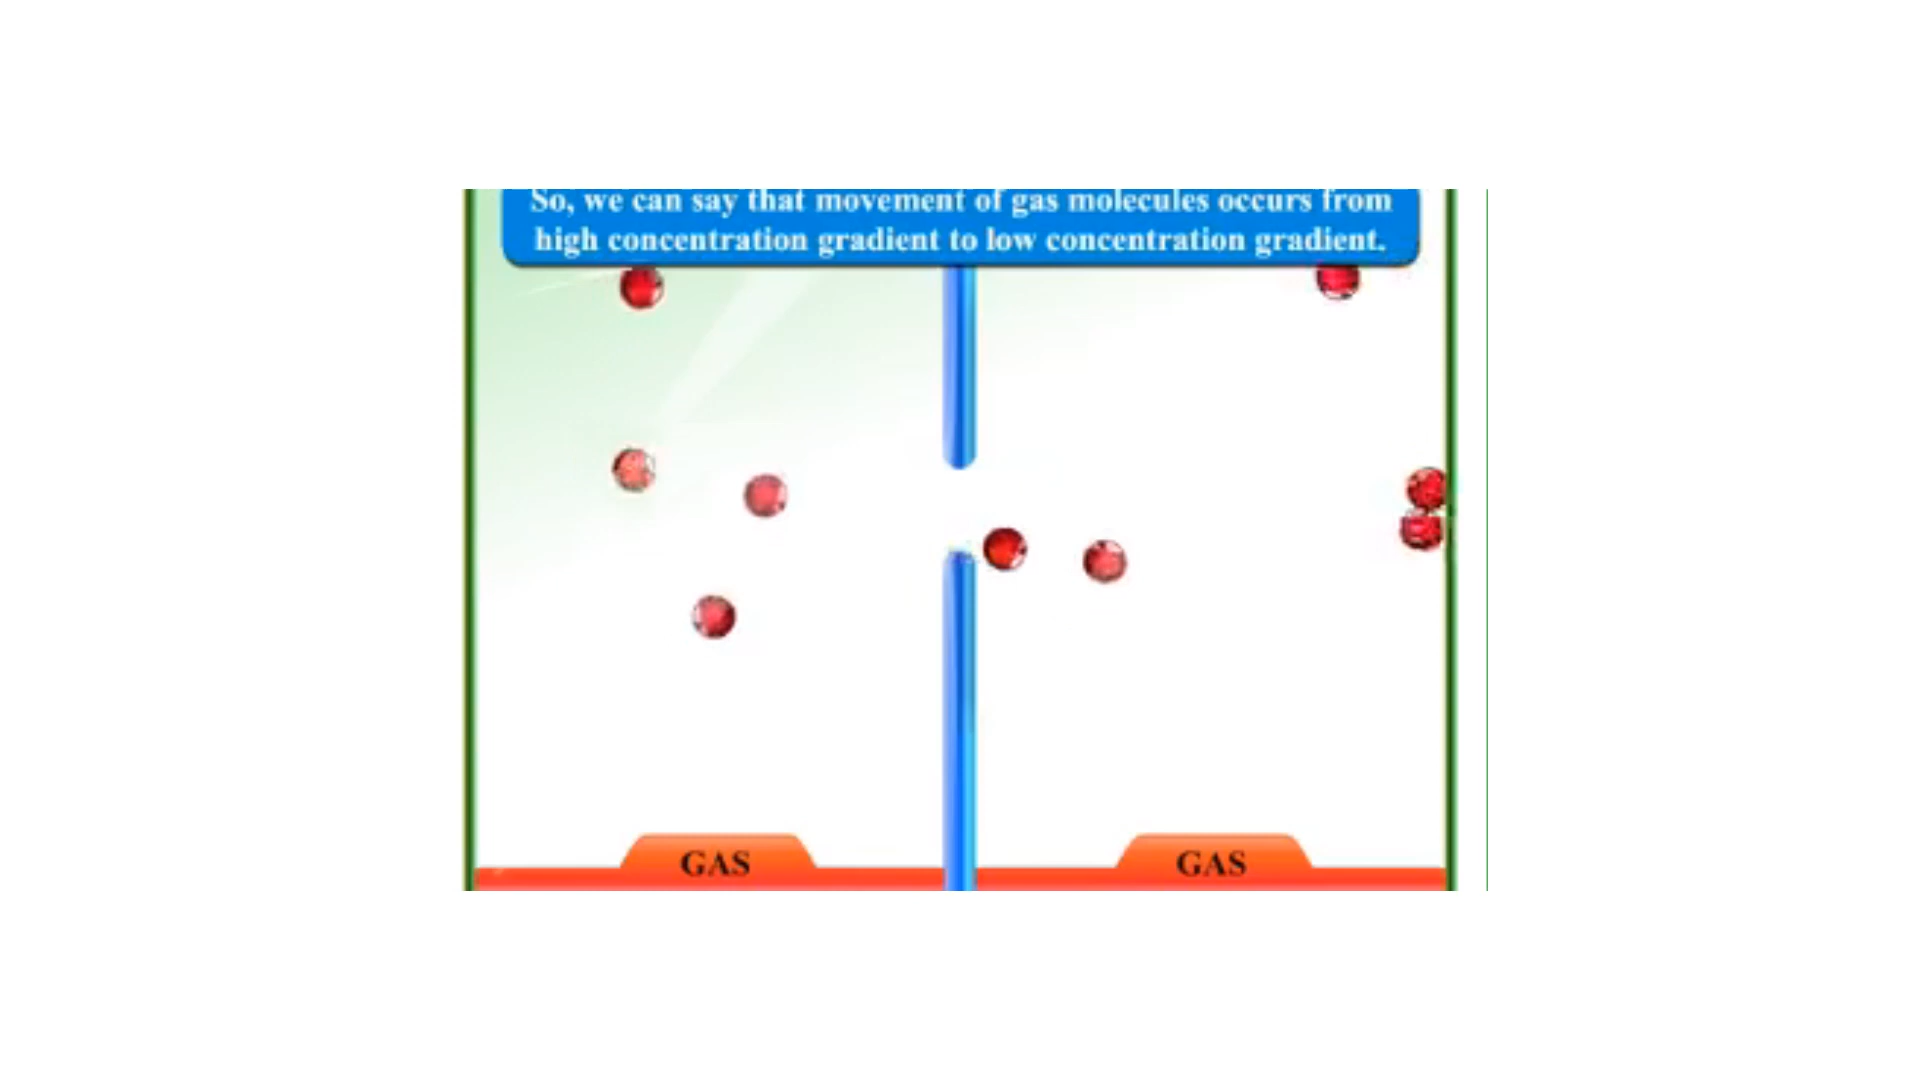 So, we can say that movement of gas molecules occurs from
high concentration gradient to low concentration gradient.
GAS
GAS